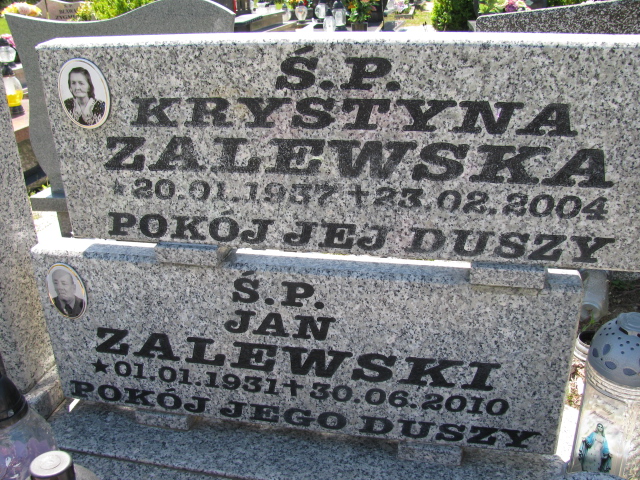 Ś.P.
KRYSTYNA
ZALEWSKA
★20.01.1937 †23.02.2004
POKÓJ JEJ DUSZY
Ś.P.
JAN
ZALEWSKI
★01.01.1931 †30.06.2010
POKÓJ JEGO DUSZY